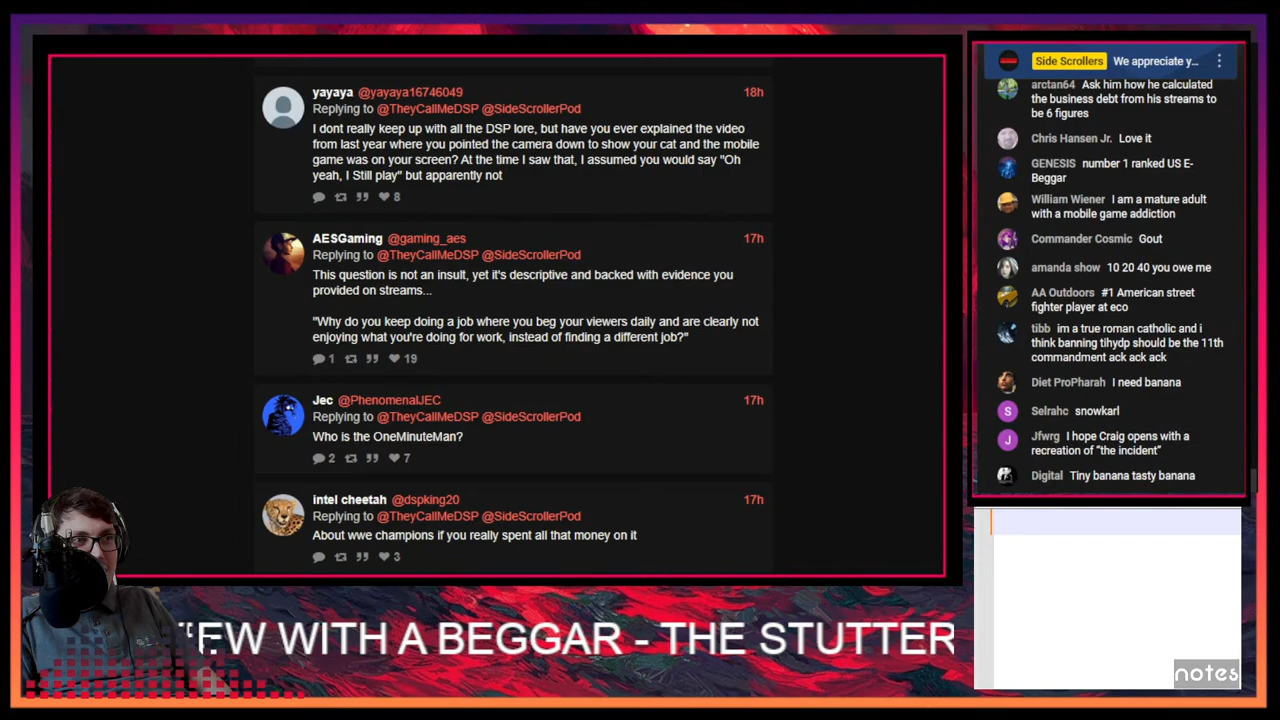 yayaya @yayaya16746049 18h
Replying to @TheyCallMeDSP @SideScrollerPod
I dont really keep up with all the DSP lore, but have you ever explained the video
from last year where you pointed the camera down to show your cat and the mobile
game was on your screen? At the time I saw that, I assumed you would say "Oh
yeah, I Still play" but apparently not
8
AESGaming @gaming_aes 17h
Replying to @TheyCallMeDSP @SideScrollerPod
This question is not an insult, yet it's descriptive and backed with evidence you
provided on streams...
"Why do you keep doing a job where you beg your viewers daily and are clearly not
enjoying what you're doing for work, instead of finding a different job?"
1 19
Jec @PhenomenalJEC 17h
Replying to @TheyCallMeDSP @SideScrollerPod
Who is the OneMinuteMan?
2 7
intel cheetah @dspking20 17h
Replying to @TheyCallMeDSP @SideScrollerPod
About wwe champions if you really spent all that money on it
3
EW WITH A BEGGAR - THE STUTTER
Side Scrollers We appreciate y...
arctan64 Ask him how he calculated
the business debt from his streams to
be 6 figures
Chris Hansen Jr. Love it
GENESIS number 1 ranked US E-
Beggar
William Wiener I am a mature adult
with a mobile game addiction
Commander Cosmic Gout
amanda show 10 20 40 you owe me
AA Outdoors #1 American street
fighter player at eco
tibb im a true roman catholic and i
think banning tihydp should be the 11th
commandment ack ack ack
Diet ProPharah I need banana
S
Selrahc snowkarl
J
Jfwrg I hope Craig opens with a
recreation of "the incident"
Digital Tiny banana tasty banana
notes